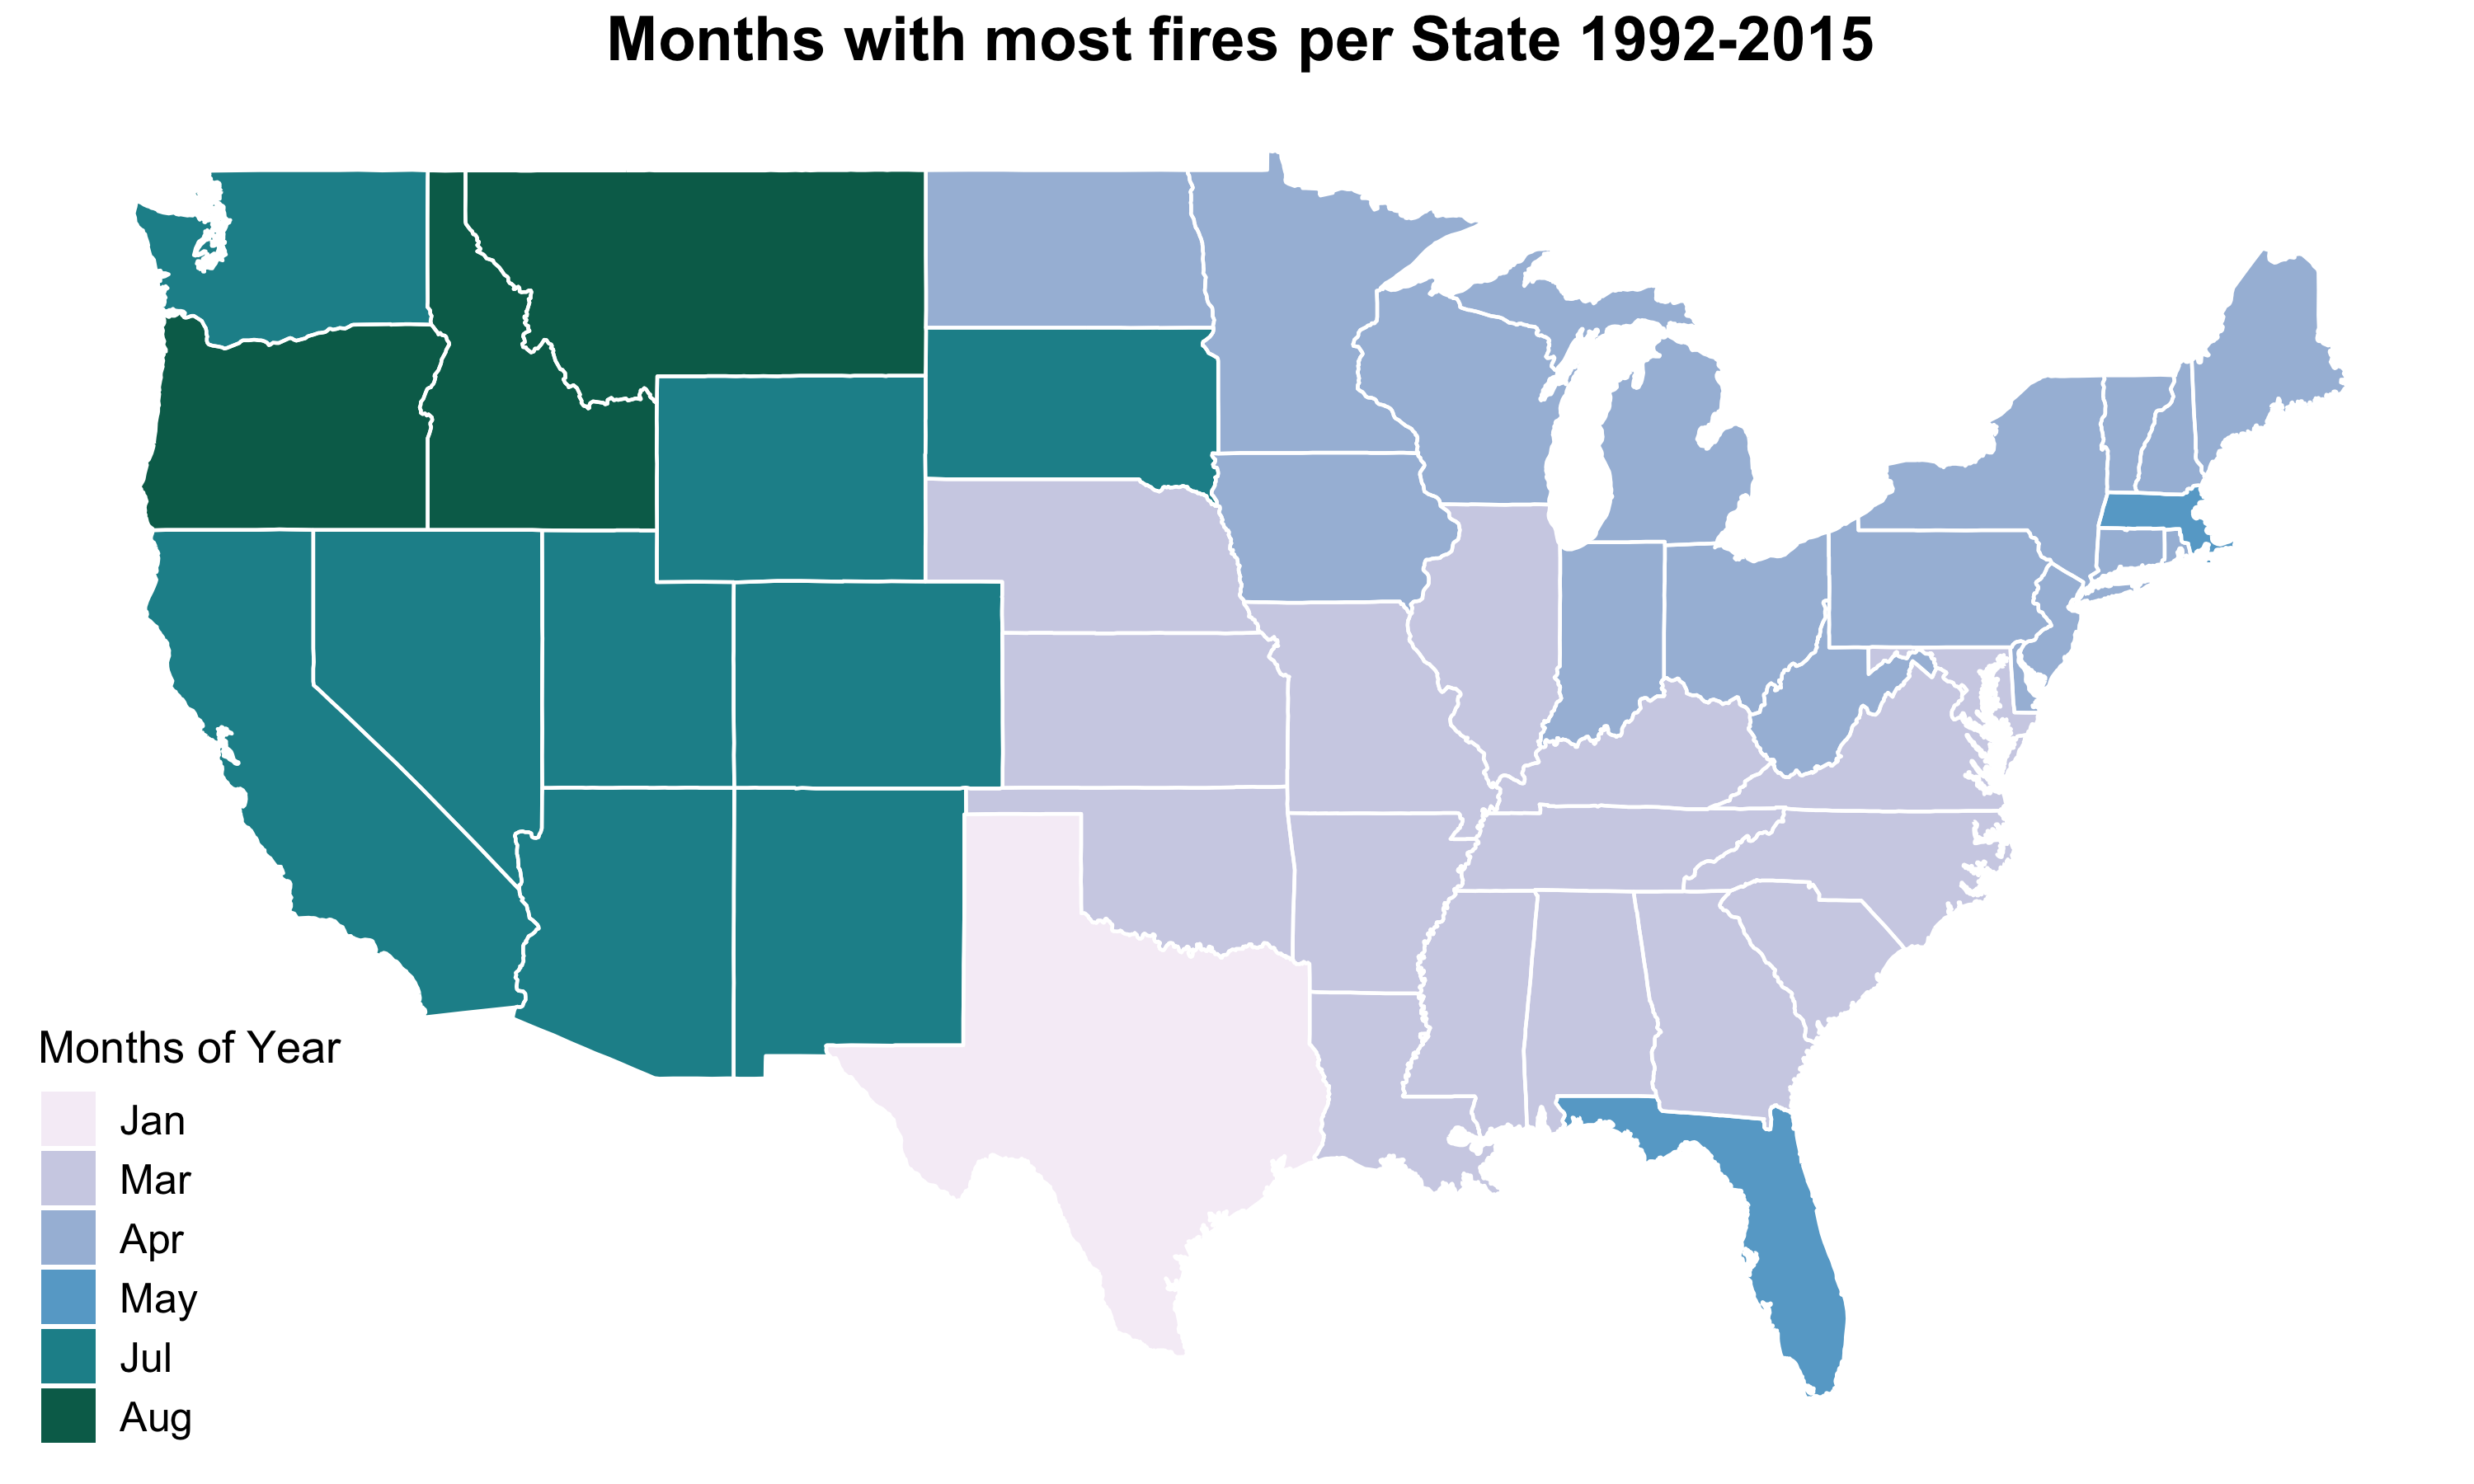 Months with most fires per State 1992-2015
Months of Year
Jan
Mar
Apr
May
Jul
Aug